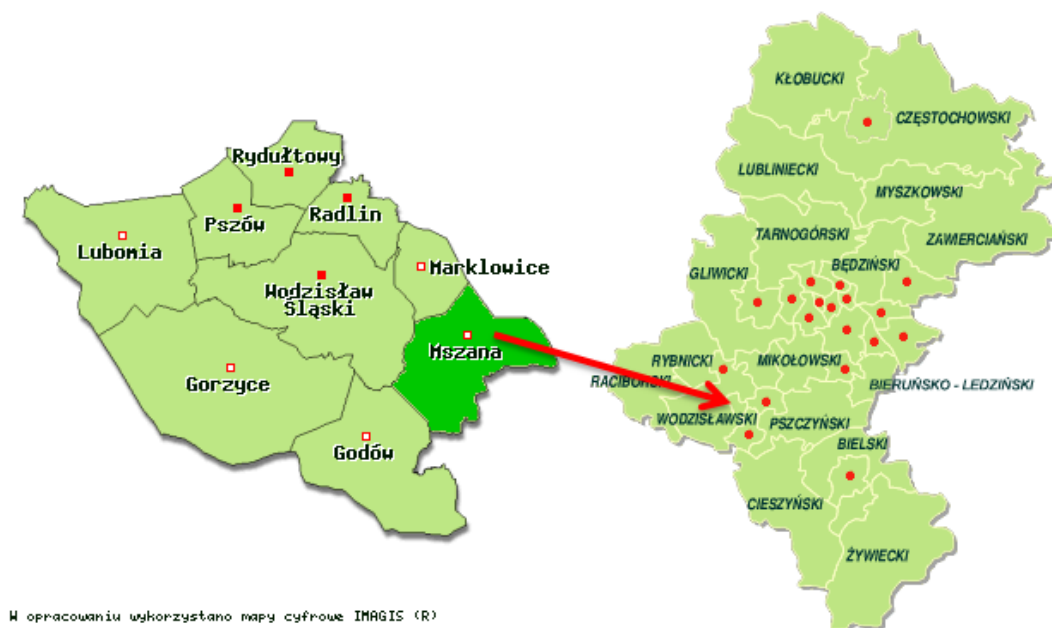 Rydułtowy
Pszów
Radlin
Lubomia
Marklowice
Wodzisław
Śląski
Mszana
Gorzyce
Godów
W opracowaniu wykorzystano mapy cyfrowe IMAGIS (R)
KŁOBUCKI
CZĘSTOCHOWSKI
LUBLINIECKI
MYSZKOWSKI
TARNOGÓRSKI
ZAWIERCIAŃSKI
GLIWICKI
BĘDZIŃSKI
RYBNICKI
MIKOŁOWSKI
RACIBORSKI
BIERUŃSKO - LEDZIŃSKI
WODZISŁAWSKI
PSZCZYŃSKI
BIELSKI
CIESZYŃSKI
ŻYWIECKI